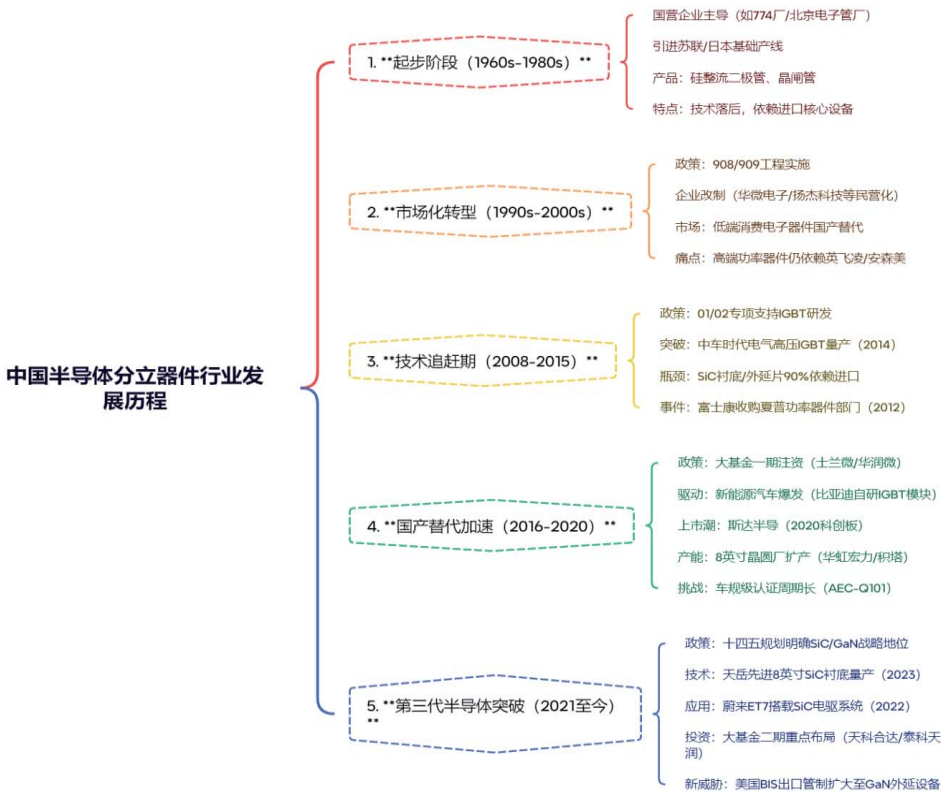 中国半导体分立器件行业发
展历程
1. **起步阶段（1960s-1980s）**
国营企业主导（如774厂/北京电子管厂）
引进苏联/日本基础产线
产品：硅整流二极管、晶闸管
特点：技术落后，依赖进口核心设备
2. **市场化转型（1990s-2000s）**
政策：908/909工程实施
企业改制（华微电子/扬杰科技等民营化）
市场：低端消费电子器件国产替代
痛点：高端功率器件仍依赖英飞凌/安森美
3. **技术追赶期（2008-2015）**
政策：01/02专项支持IGBT研发
突破：中车时代电气高压IGBT量产（2014）
瓶颈：SiC衬底/外延片90%依赖进口
事件：富士康收购夏普功率器件部门（2012）
4. **国产替代加速（2016-2020）**
政策：大基金一期注资（士兰微/华润微）
驱动：新能源汽车爆发（比亚迪自研IGBT模块）
上市潮：斯达半导（2020科创板）
产能：8英寸晶圆厂扩产（华虹宏力/积塔）
挑战：车规级认证周期长（AEC-Q101）
5. **第三代半导体突破（2021至今）
**
政策：十四五规划明确SiC/GaN战略地位
技术：天岳先进8英寸SiC衬底量产（2023）
应用：蔚来ET7搭载SiC电驱系统（2022）
投资：大基金二期重点布局（天科合达/泰科天
润）
新威胁：美国BIS出口管制扩大至GaN外延设备